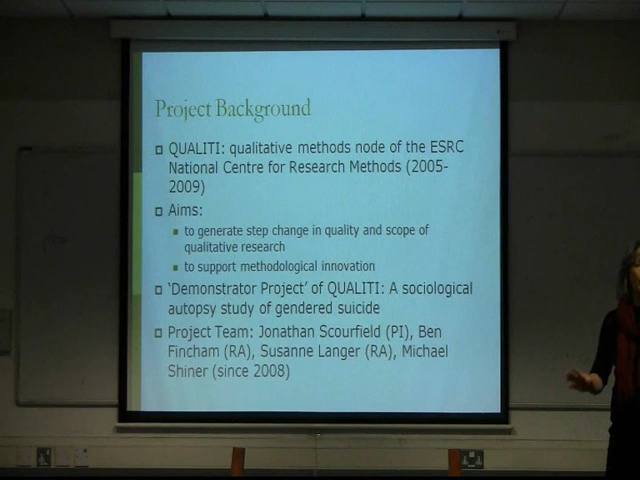 Project Background
QUALITI: qualitative methods node of the ESRC
National Centre for Research Methods (2005-
2009)
Aims:
to generate step change in quality and scope of
qualitative research
to support methodological innovation
‘Demonstrator Project’ of QUALITI: A sociological
autopsy study of gendered suicide
Project Team: Jonathan Scourfield (PI), Ben
Fincham (RA), Susanne Langer (RA), Michael
Shiner (since 2008)